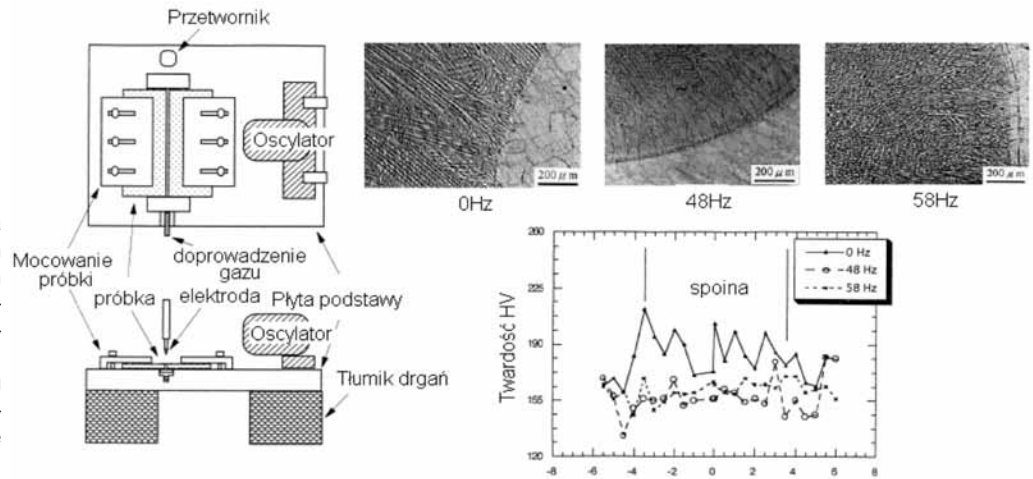 Przetwornik
Oscylator
doprowadzenie
gazu
Mocowanie
próbki
próbka
elektroda
Płyta podstawy
Oscylator
Tłumik drgań
200 µm
200 µm
200 µm
0Hz
48Hz
58Hz
Twardość HV
260
225
190
155
120
spoina
0 Hz
48 Hz
58 Hz
-8 -6 -4 -2 0 2 4 6 8